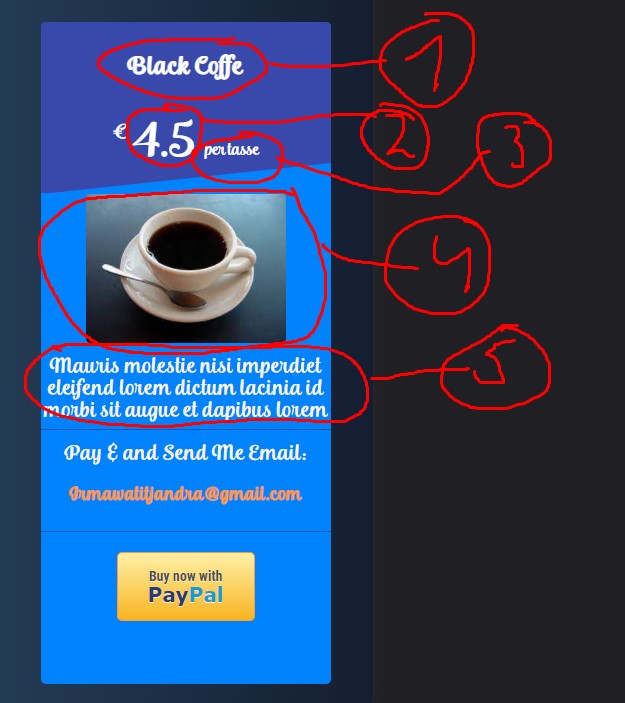 Black Coffe
1
€ 4.5 per tasse
2
3
4
Mauris molestie nisi imperdiet
eleifend lorem dictum lacinia id
morbi sit augue et dapibus lorem
5
Pay & and Send Me Email:
Irmawatitjandra@gmail.com
Buy now with
PayPal